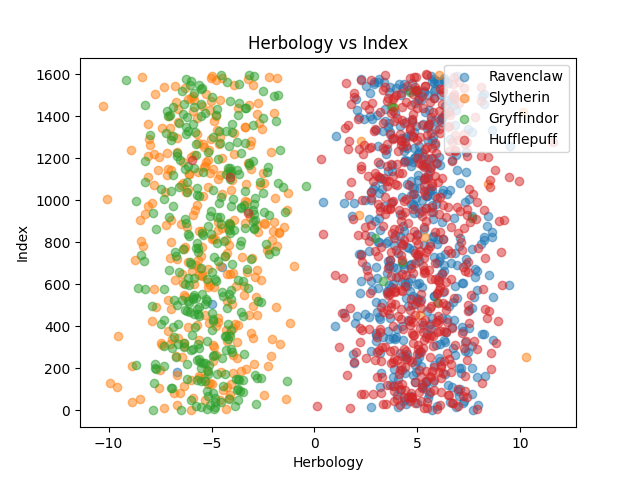 Herbology vs Index
Ravenclaw
Slytherin
Gryffindor
Hufflepuff
Index
1600
1400
1200
1000
800
600
400
200
0
−10
−5
0
5
10
Herbology